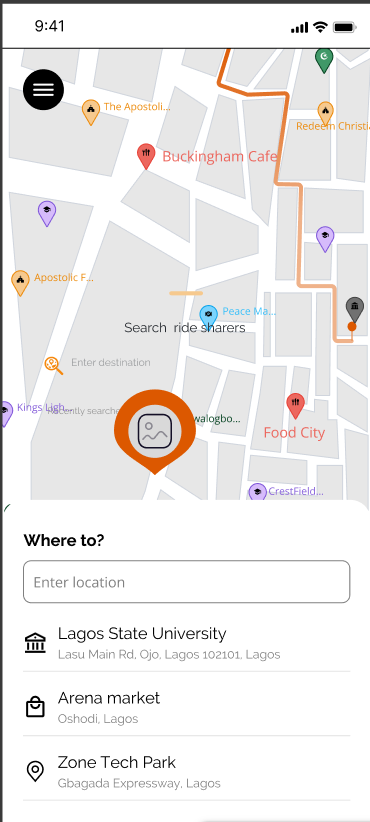 9:41
The Apostoli...
Redeem Christi
Buckingham Cafe
Apostolic F...
Peace Ma...
Search ride sharers
Enter destination
Kings Ligh...
Recently searche
walogbo...
Food City
CrestField...
Where to?
Enter location
Lagos State University
Lasu Main Rd, Ojo, Lagos 102101, Lagos
Arena market
Oshodi, Lagos
Zone Tech Park
Gbagada Expressway, Lagos